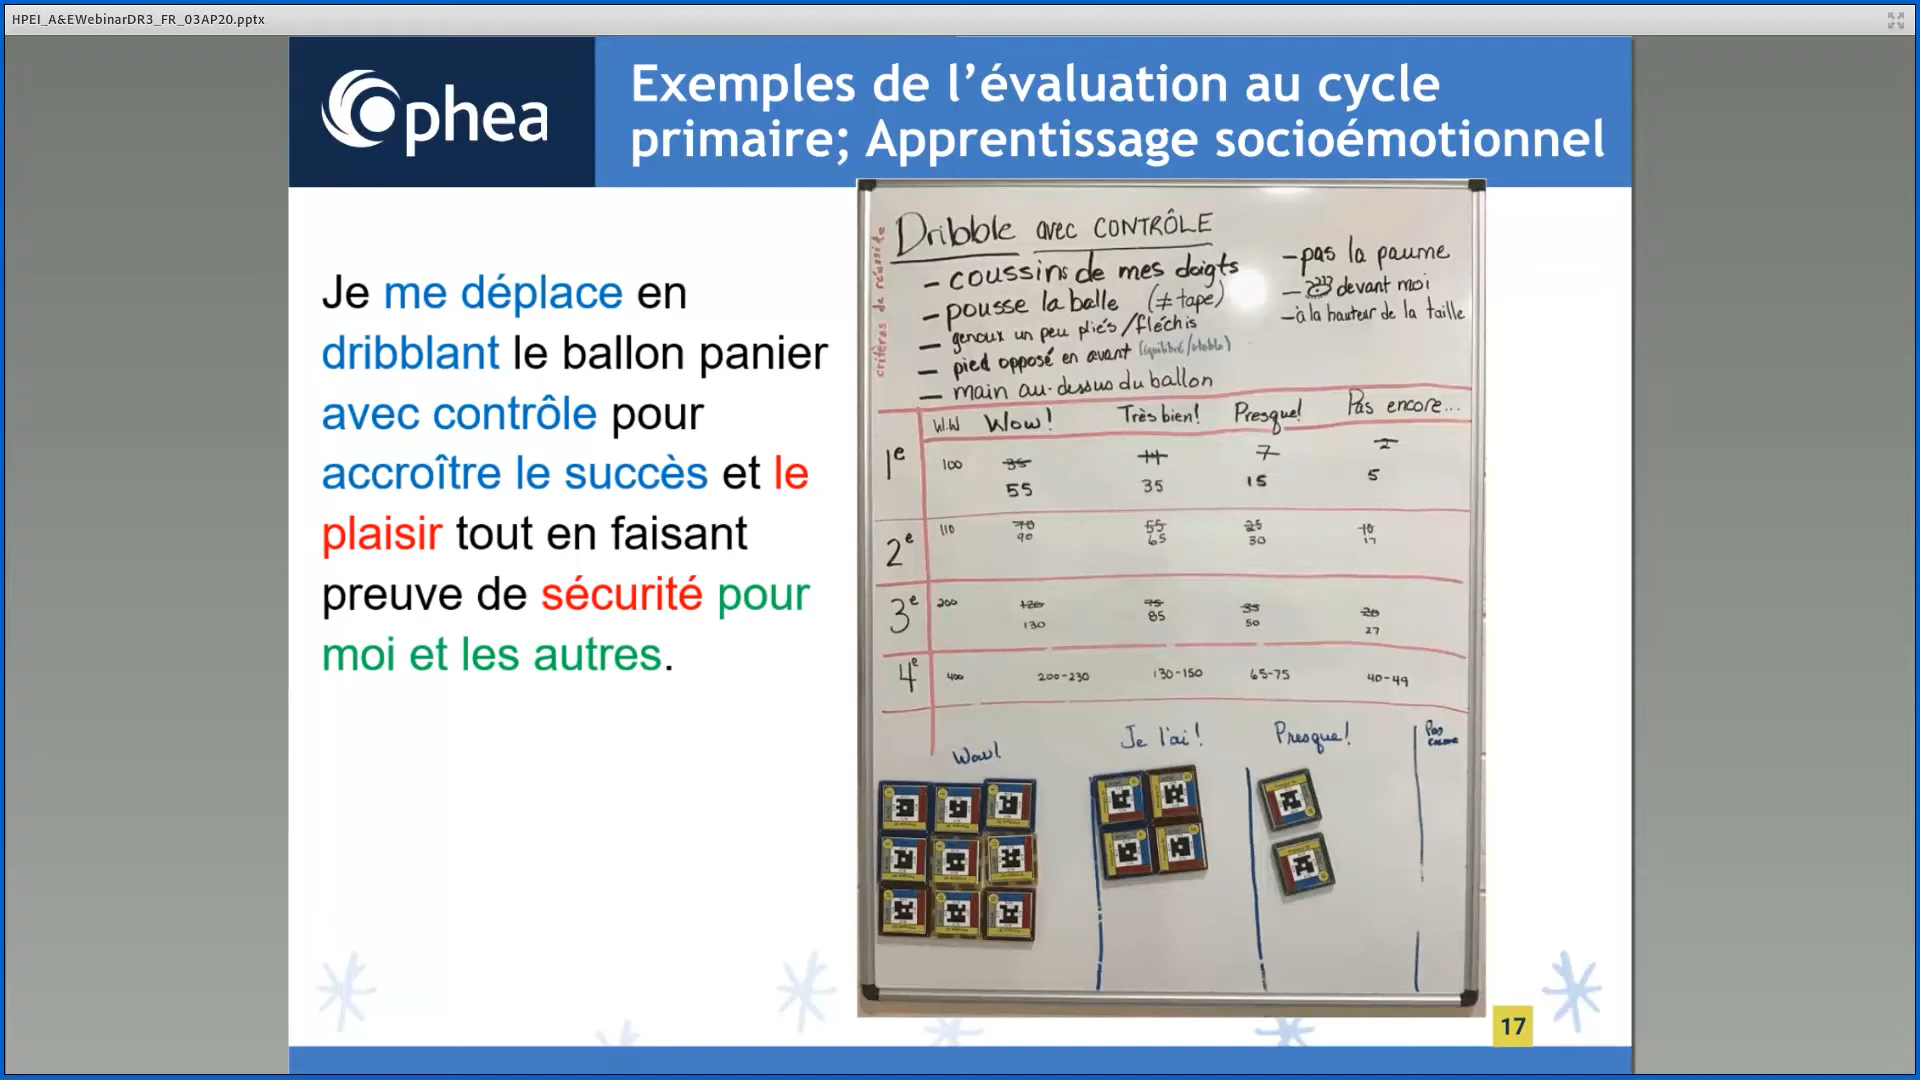 HPEI_A&EWebinarDR3_FR_03AP20.pptx
Ophea
Exemples de l’évaluation au cycle
primaire; Apprentissage socioémotionnel
Je me déplace en
dribblant le ballon panier
avec contrôle pour
accroître le succès et le
plaisir tout en faisant
preuve de sécurité pour
moi et les autres.
critères de réussite
Dribble avec CONTRÔLE
- coussins de mes doigts
- pousse la balle (≠ tape)
- genoux un peu pliés/fléchis
- pied opposé en avant
- main au-dessus du ballon
- pas la paume
- devant moi
- à la hauteur de la taille
W.W Wow! Très bien! Presque! Pas encore...
1e 100 35 14 7 2
55 35 15 5
2e 110 70 55 25 10
90 65 30 17
3e 200 120 75 35 20
130 85 50 27
4e 400 200-230 130-150 65-75 40-49
Wow! Je l'ai! Presque! Pas encore
17